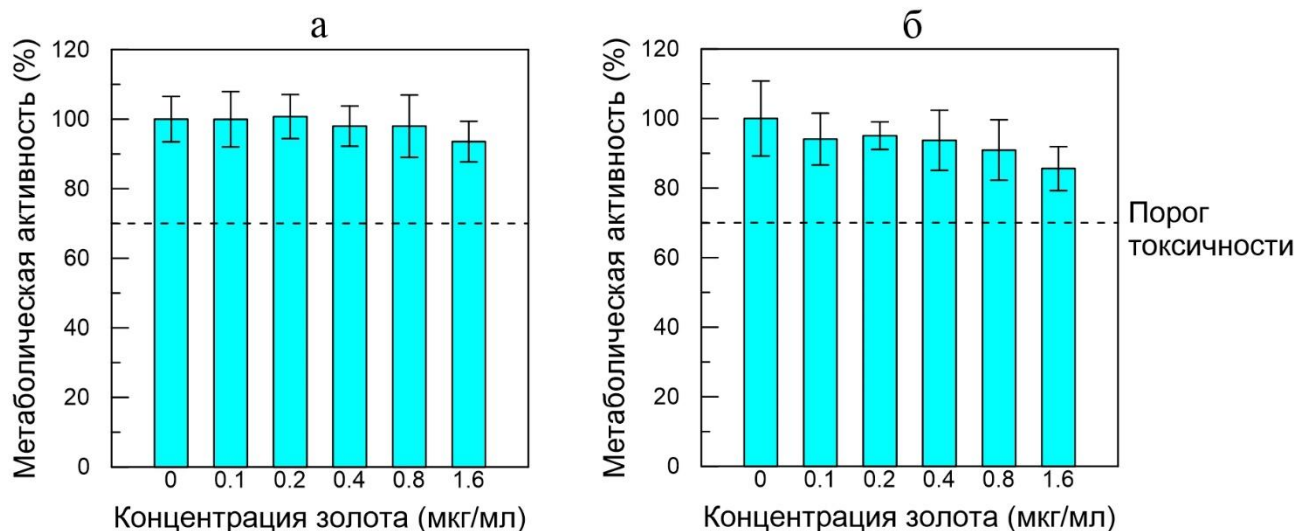 а
Метаболическая активность (%)
120
100
80
60
40
20
0
0 0.1 0.2 0.4 0.8 1.6
Концентрация золота (мкг/мл)
б
Метаболическая активность (%)
120
100
80
60
40
20
0
0 0.1 0.2 0.4 0.8 1.6
Концентрация золота (мкг/мл)
Порог
токсичности